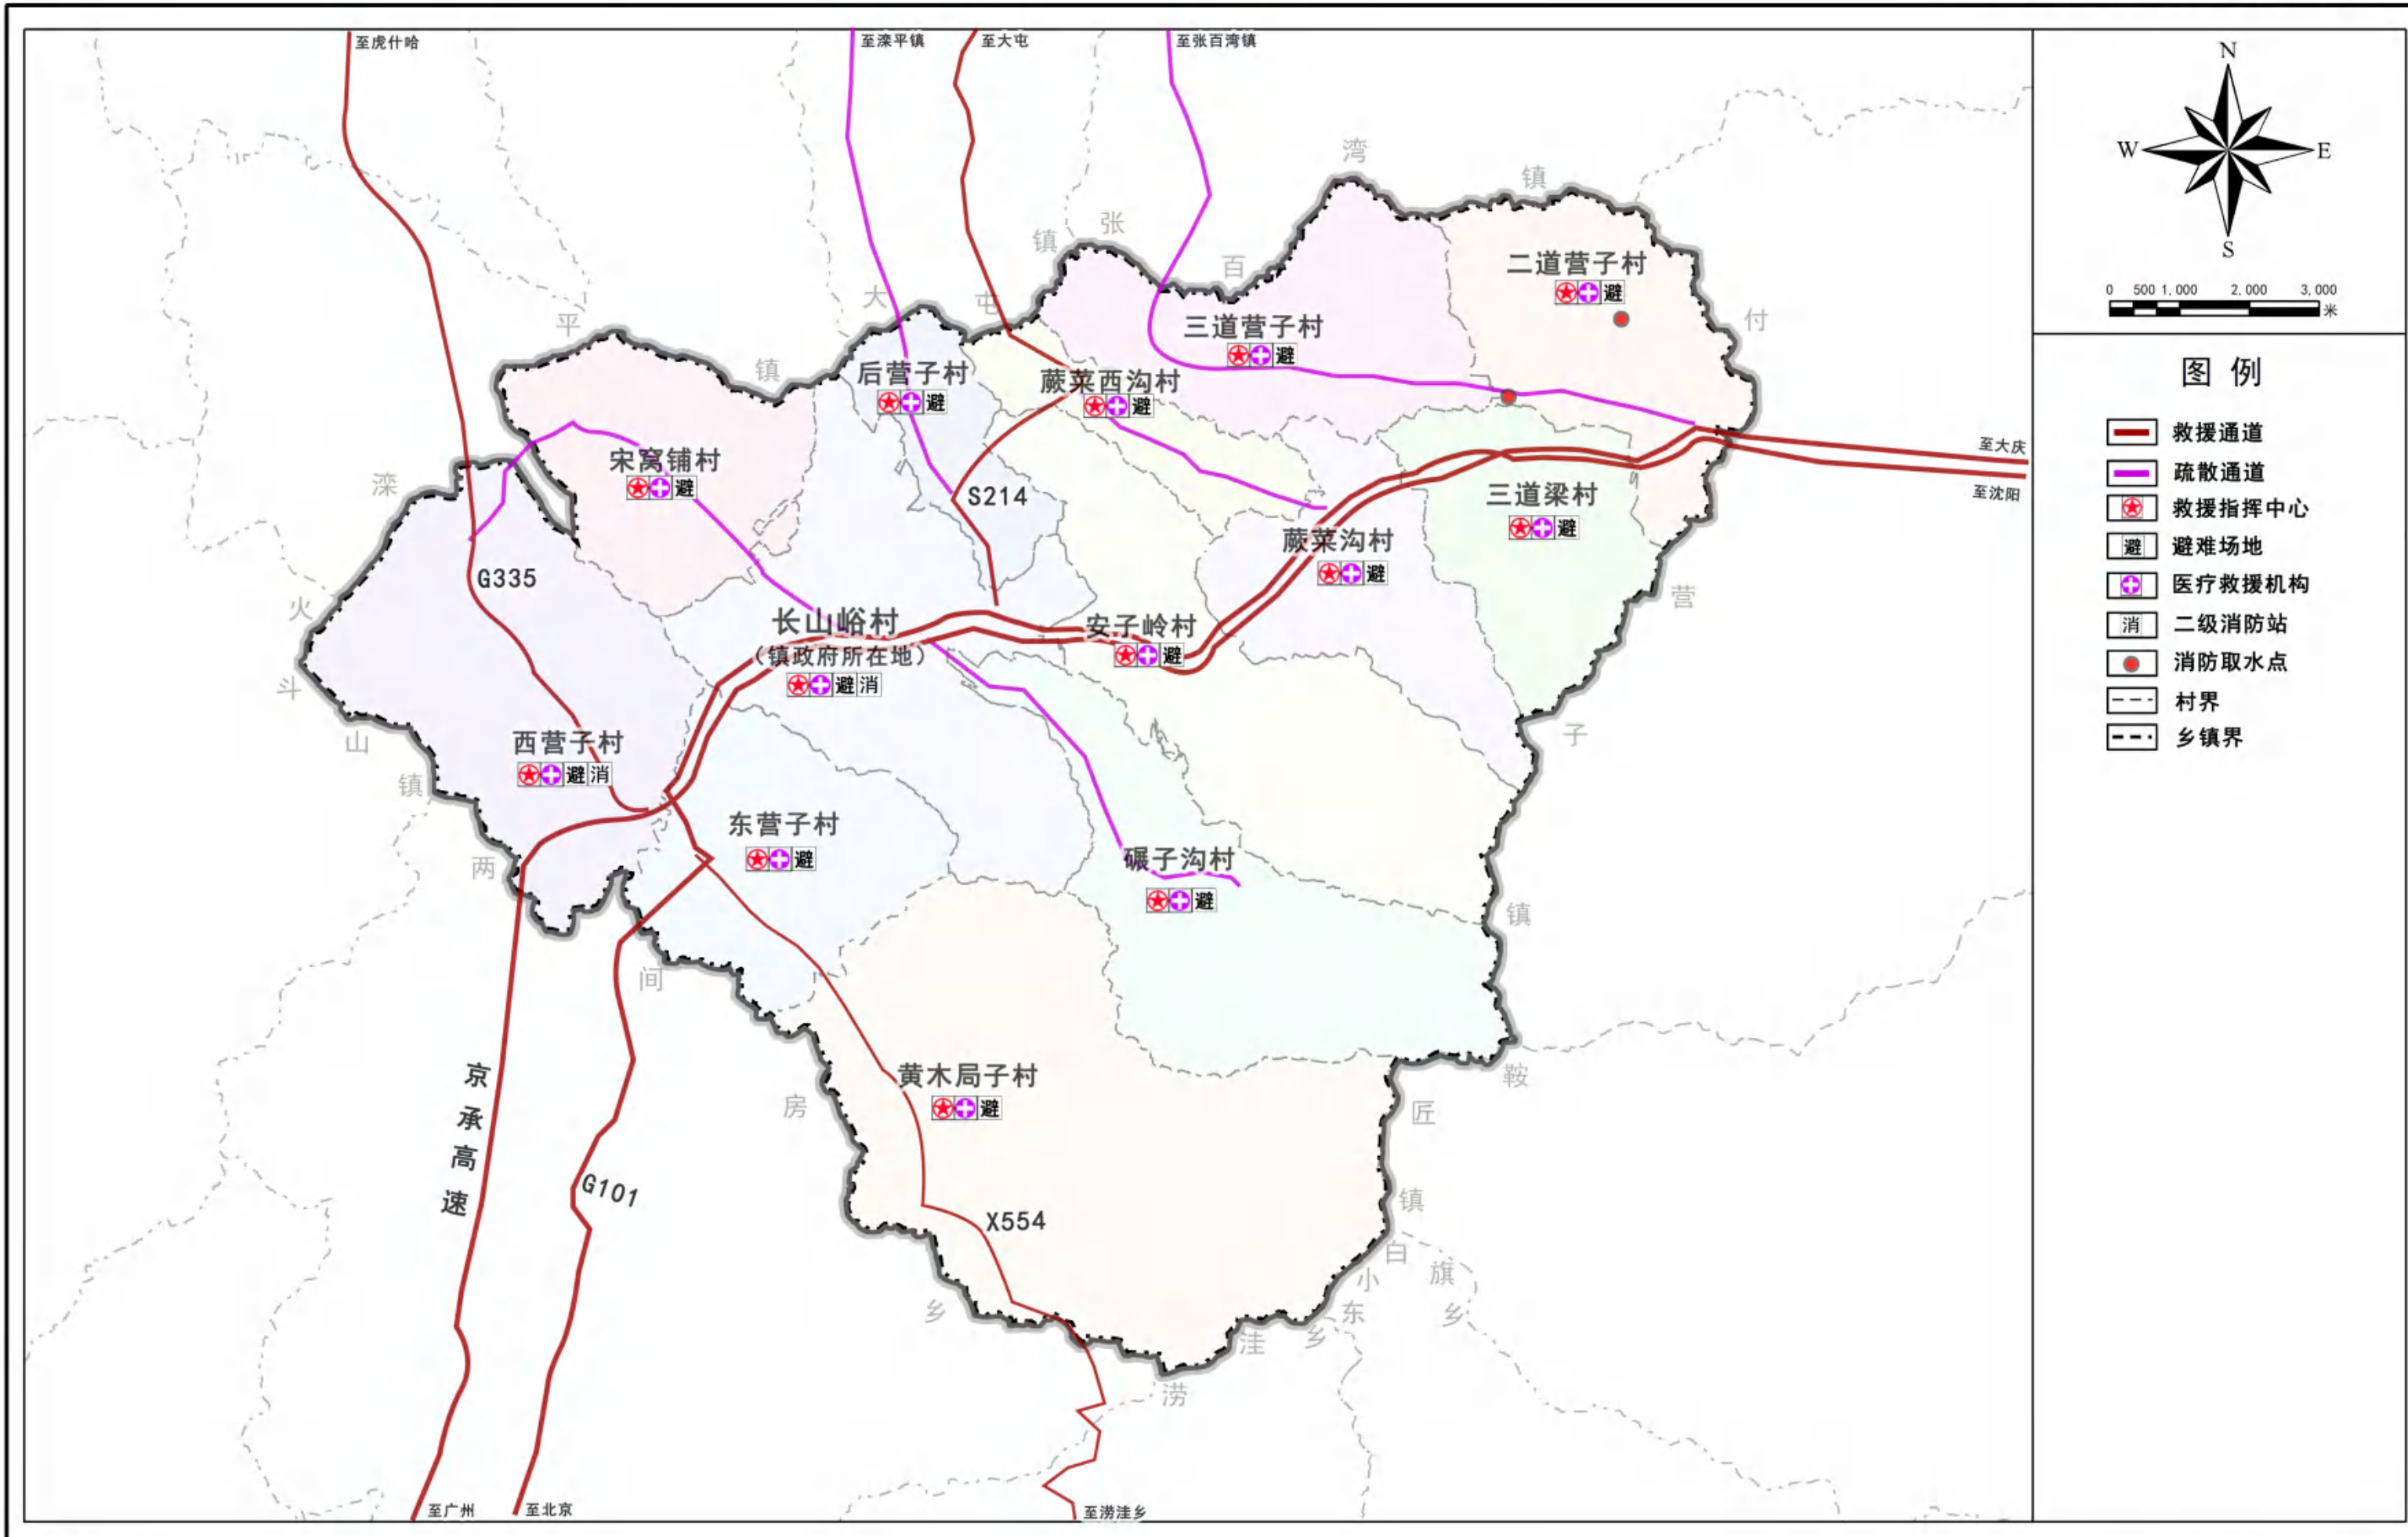 至虎什哈
至滦平镇
至大屯
至张百湾镇
N
W
E
S
0 500 1,000 2,000 3,000
米
湾
镇
张
镇
百
二道营子村
避
付
大
屯
平
三道营子村
避
镇
后营子村
避
蕨菜西沟村
避
图 例
救援通道
疏散通道
救援指挥中心
避 避难场地
医疗救援机构
消 二级消防站
消防取水点
村界
乡镇界
至大庆
至沈阳
宋窝铺村
避
滦
S214
三道梁村
避
蕨菜沟村
避
G335
营
火
长山峪村
(镇政府所在地)
避 消
安子岭村
避
斗
山
西营子村
避 消
子
镇
东营子村
避
两
碾子沟村
避
镇
间
京承高速
黄木局子村
避
鞍
房
匠
G101
镇
X554
白
旗
小
乡
东
乡
乡
洼
涝
至广州
至北京
至涝洼乡